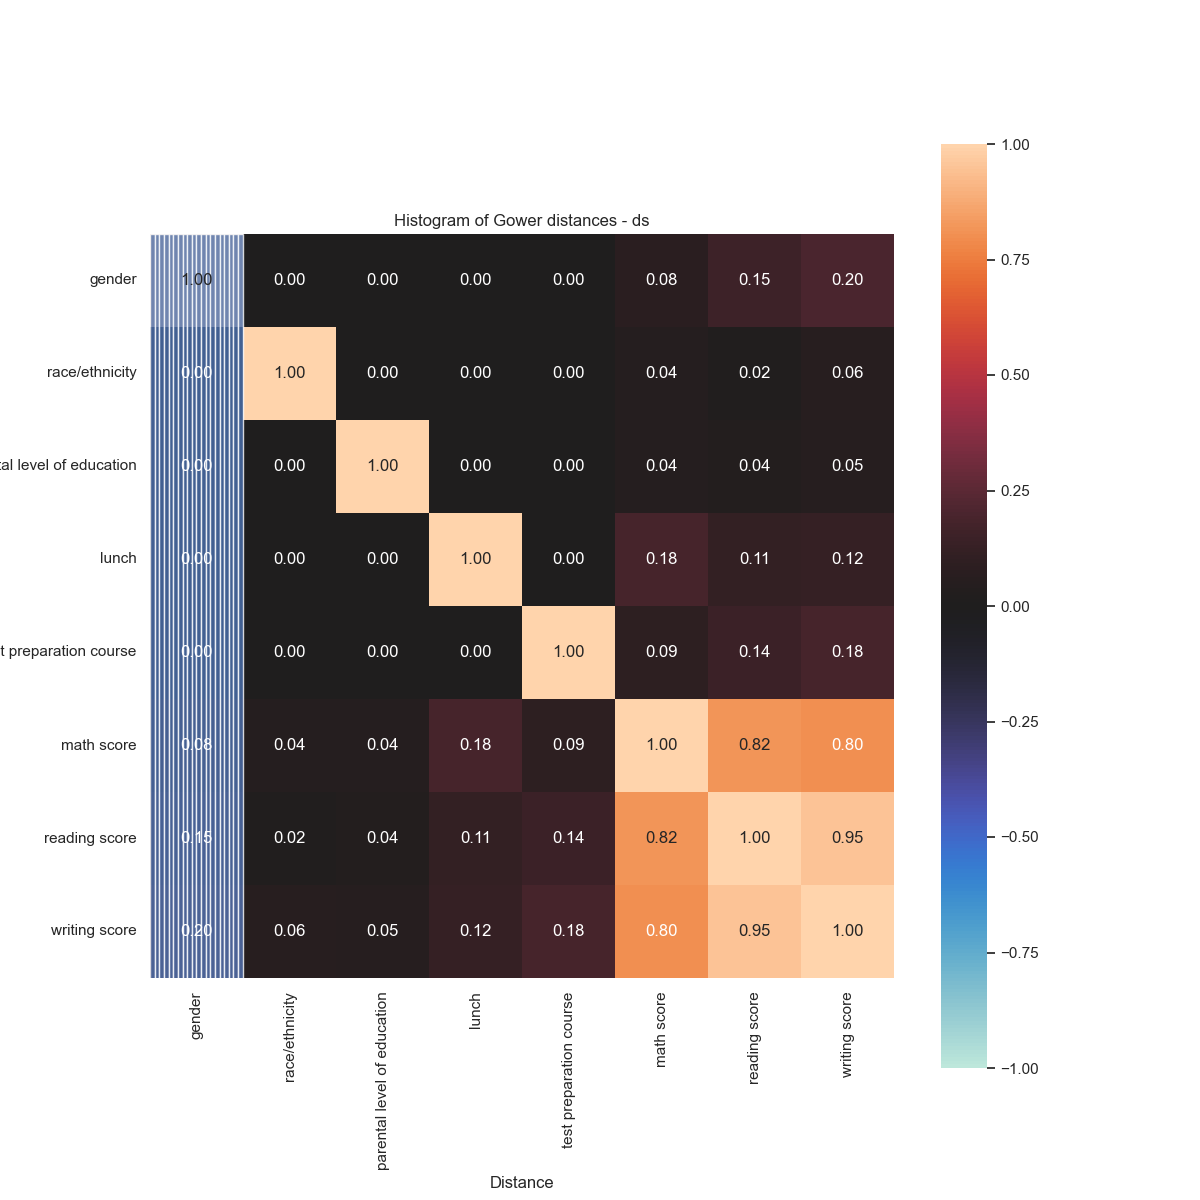 Histogram of Gower distances - ds
gender 1.00 0.00 0.00 0.00 0.00 0.08 0.15 0.20
race/ethnicity 0.00 1.00 0.00 0.00 0.00 0.04 0.02 0.06
tal level of education 0.00 0.00 1.00 0.00 0.00 0.04 0.04 0.05
lunch 0.00 0.00 0.00 1.00 0.00 0.18 0.11 0.12
t preparation course 0.00 0.00 0.00 0.00 1.00 0.09 0.14 0.18
math score 0.08 0.04 0.04 0.18 0.09 1.00 0.82 0.80
reading score 0.15 0.02 0.04 0.11 0.14 0.82 1.00 0.95
writing score 0.20 0.06 0.05 0.12 0.18 0.80 0.95 1.00
gender
race/ethnicity
parental level of education
lunch
test preparation course
math score
reading score
writing score
Distance
1.00
0.75
0.50
0.25
0.00
−0.25
−0.50
−0.75
−1.00